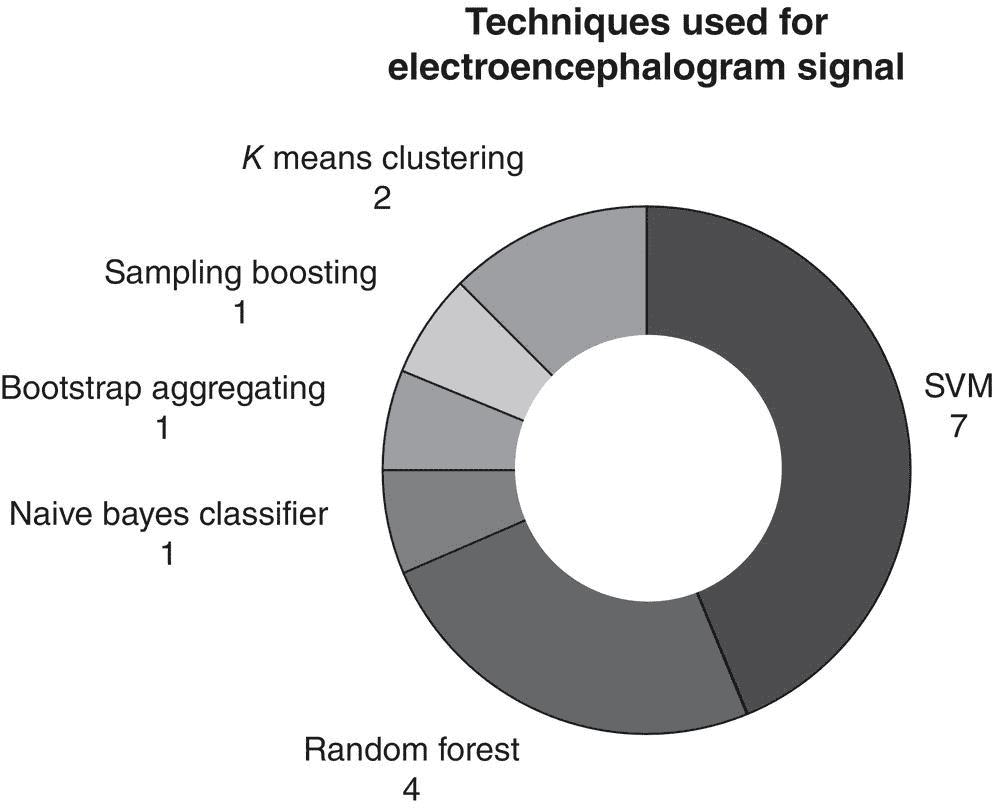 Techniques used for
electroencephalogram signal
K means clustering
2
Sampling boosting
1
Bootstrap aggregating
1
Naive bayes classifier
1
Random forest
4
SVM
7